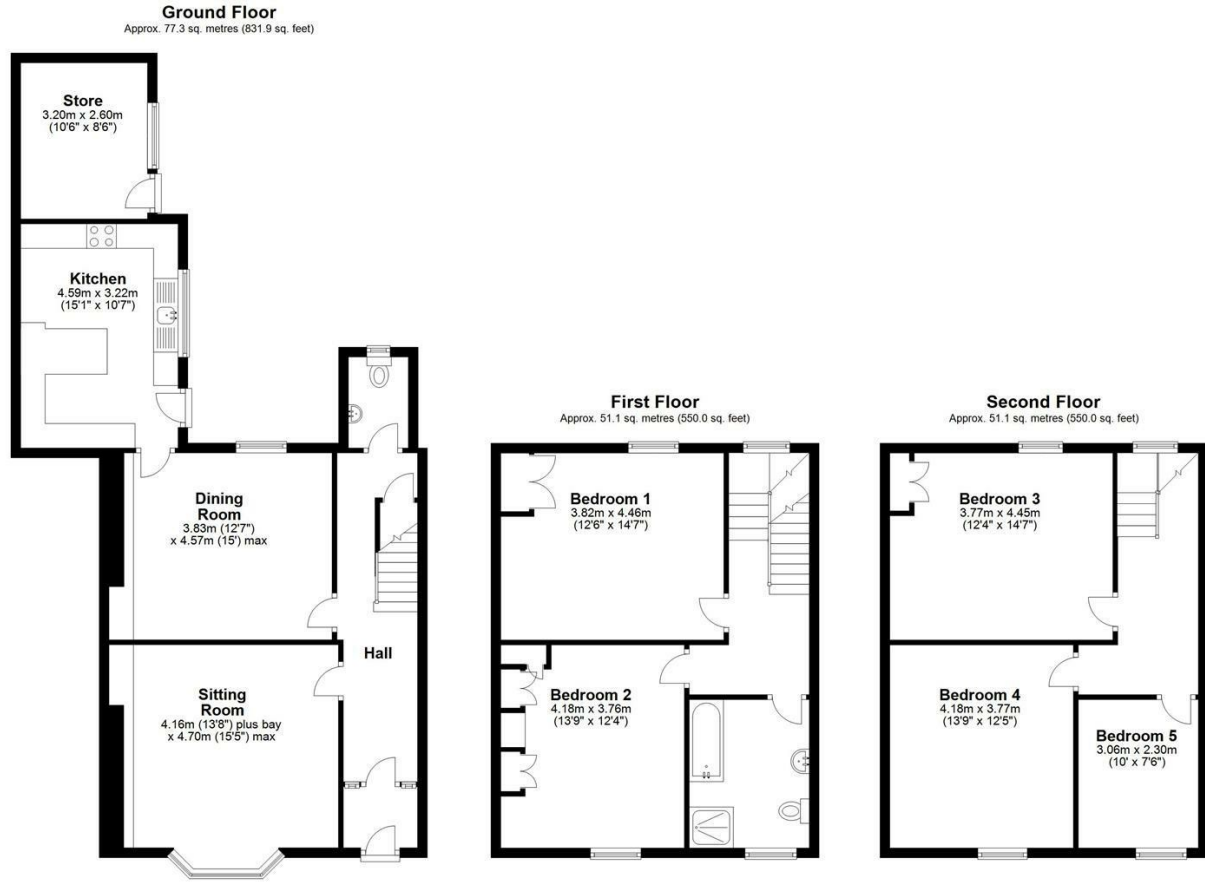 Ground Floor
Approx. 77.3 sq. metres (831.9 sq. feet)
Store
3.20m x 2.60m
(10'6" x 8'6")
Kitchen
4.59m x 3.22m
(15'1" x 10'7")
Dining
Room
3.83m (12'7")
x 4.57m (15') max
Hall
Sitting
Room
4.16m (13'8") plus bay
x 4.70m (15'5") max
First Floor
Approx. 51.1 sq. metres (550.0 sq. feet)
Bedroom 1
3.82m x 4.46m
(12'6" x 14'7")
Bedroom 2
4.18m x 3.76m
(13'9" x 12'4")
Second Floor
Approx. 51.1 sq. metres (550.0 sq. feet)
Bedroom 3
3.77m x 4.45m
(12'4" x 14'7")
Bedroom 4
4.18m x 3.77m
(13'9" x 12'5")
Bedroom 5
3.06m x 2.30m
(10' x 7'6")